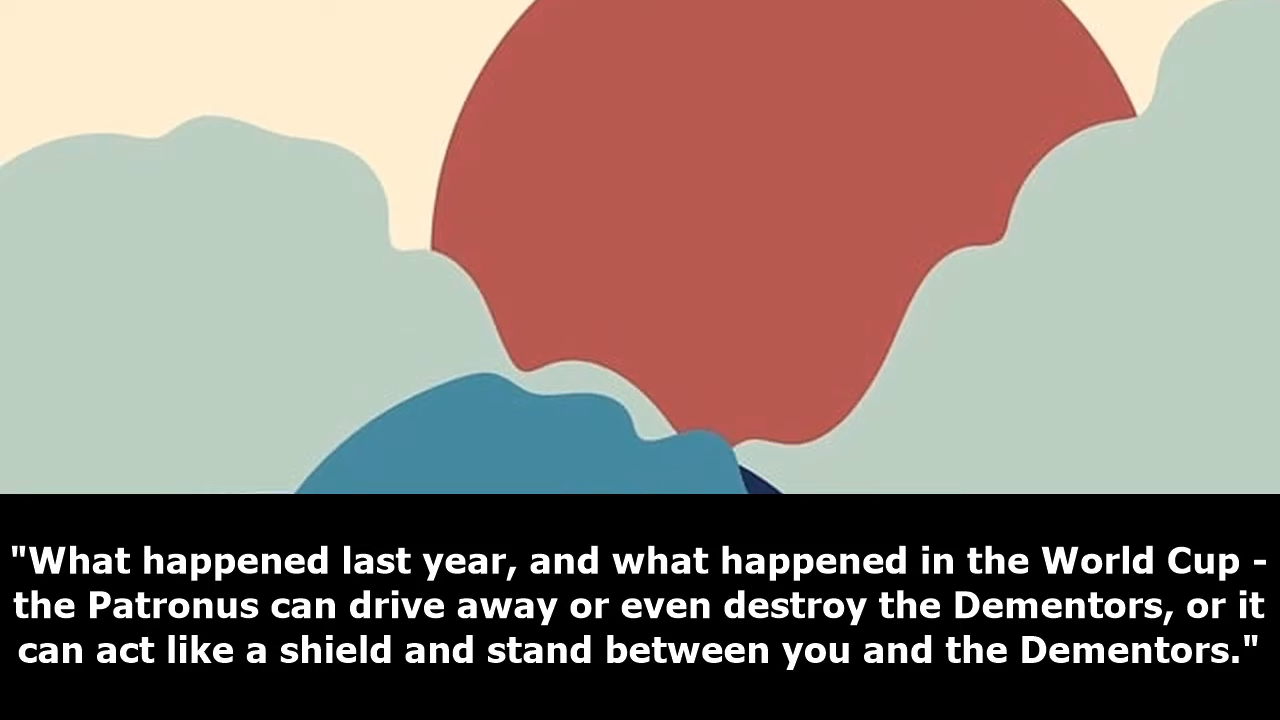 "What happened last year, and what happened in the World Cup -
the Patronus can drive away or even destroy the Dementors, or it
can act like a shield and stand between you and the Dementors."